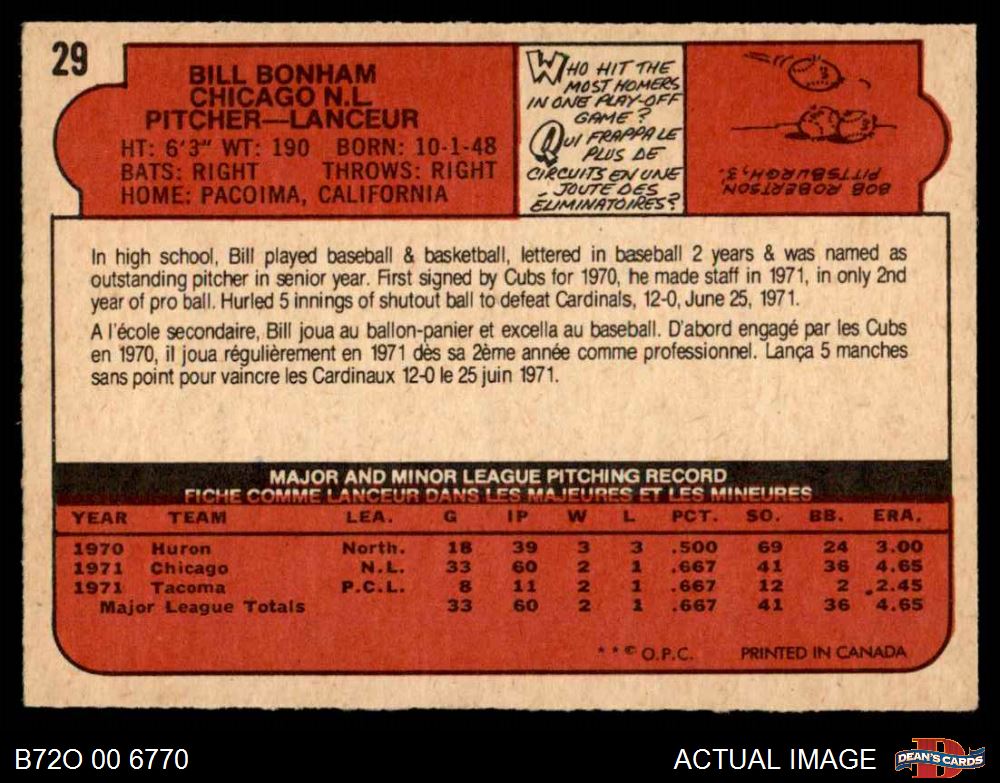 29
BILL BONHAM
CHICAGO N.L.
PITCHER—LANCEUR
HT: 6'3" WT: 190 BORN: 10-1-48
BATS: RIGHT THROWS: RIGHT
HOME: PACOIMA, CALIFORNIA
WHO HIT THE
MOST HOMERS
IN ONE PLAY-OFF
GAME?
QUI FRAPPA LE
PLUS DE
CIRCUITS EN UNE
JOUTE DES
ÉLIMINATOIRES?
BOB ROBERTSON
PITTSBURGH, 3.
In high school, Bill played baseball & basketball, lettered in baseball 2 years & was named as
outstanding pitcher in senior year. First signed by Cubs for 1970, he made staff in 1971, in only 2nd
year of pro ball. Hurled 5 innings of shutout ball to defeat Cardinals, 12-0, June 25, 1971.
A l'école secondaire, Bill joua au ballon-panier et excella au baseball. D'abord engagé par les Cubs
en 1970, il joua régulièrement en 1971 dès sa 2ème année comme professionnel. Lança 5 manches
sans point pour vaincre les Cardinaux 12-0 le 25 juin 1971.
MAJOR AND MINOR LEAGUE PITCHING RECORD
FICHE COMME LANCEUR DANS LES MAJEURES ET LES MINEURES
YEAR TEAM LEA. G IP W L PCT. SO. BB. ERA.
1970 Huron North. 18 39 3 3 .500 69 24 3.00
1971 Chicago N.L. 33 60 2 1 .667 41 36 4.65
1971 Tacoma P.C.L. 8 11 2 1 .667 12 2 2.45
Major League Totals 33 60 2 1 .667 41 36 4.65
* * © O.P.C. PRINTED IN CANADA
B72O 00 6770 ACTUAL IMAGE DEAN'S CARDS